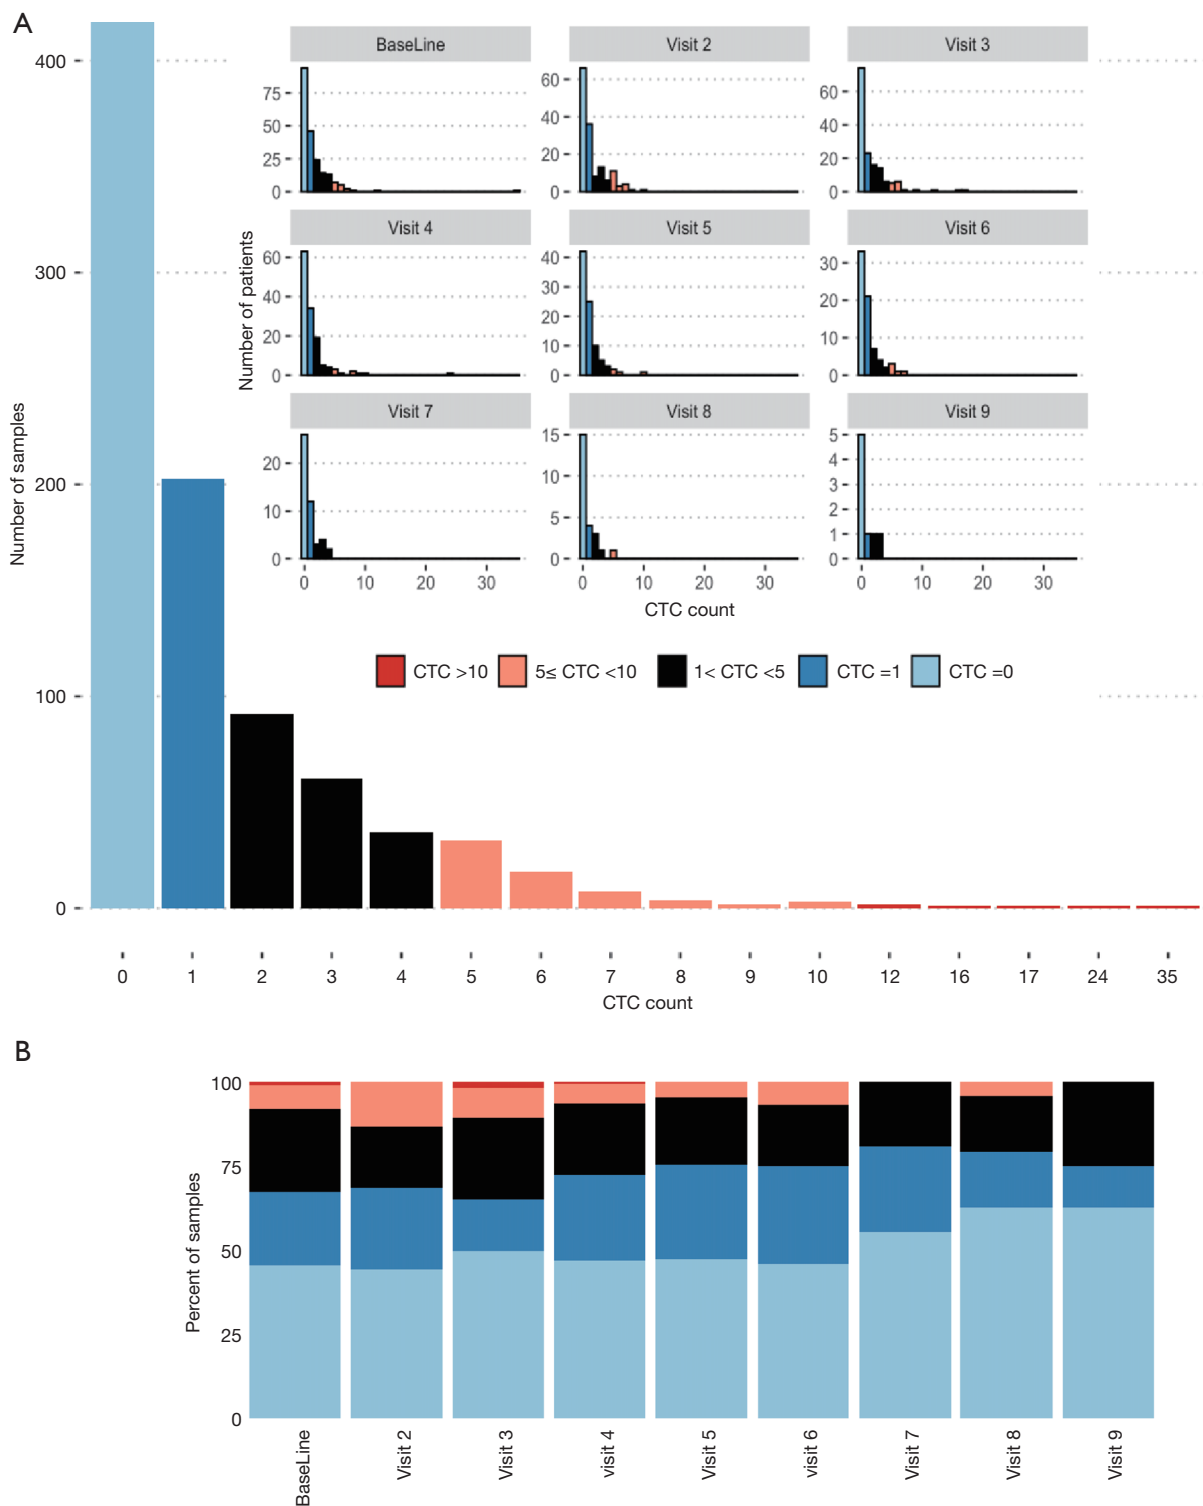 A
Number of samples
400
300
200
100
0
BaseLine
Visit 2
Visit 3
75
50
25
0
60
40
20
0
60
40
20
0
Visit 4
Visit 5
Visit 6
Number of patients
60
40
20
0
40
30
20
10
0
30
20
10
0
Visit 7
Visit 8
Visit 9
20
10
0
15
10
5
0
5
4
3
2
1
0
0 10 20 30
0 10 20 30
0 10 20 30
CTC count
CTC >10 5≤ CTC <10 1< CTC <5 CTC =1 CTC =0
0 1 2 3 4 5 6 7 8 9 10 12 16 17 24 35
CTC count
B
Percent of samples
100
75
50
25
0
BaseLine
Visit 2
Visit 3
visit 4
Visit 5
visit 6
Visit 7
Visit 8
Visit 9